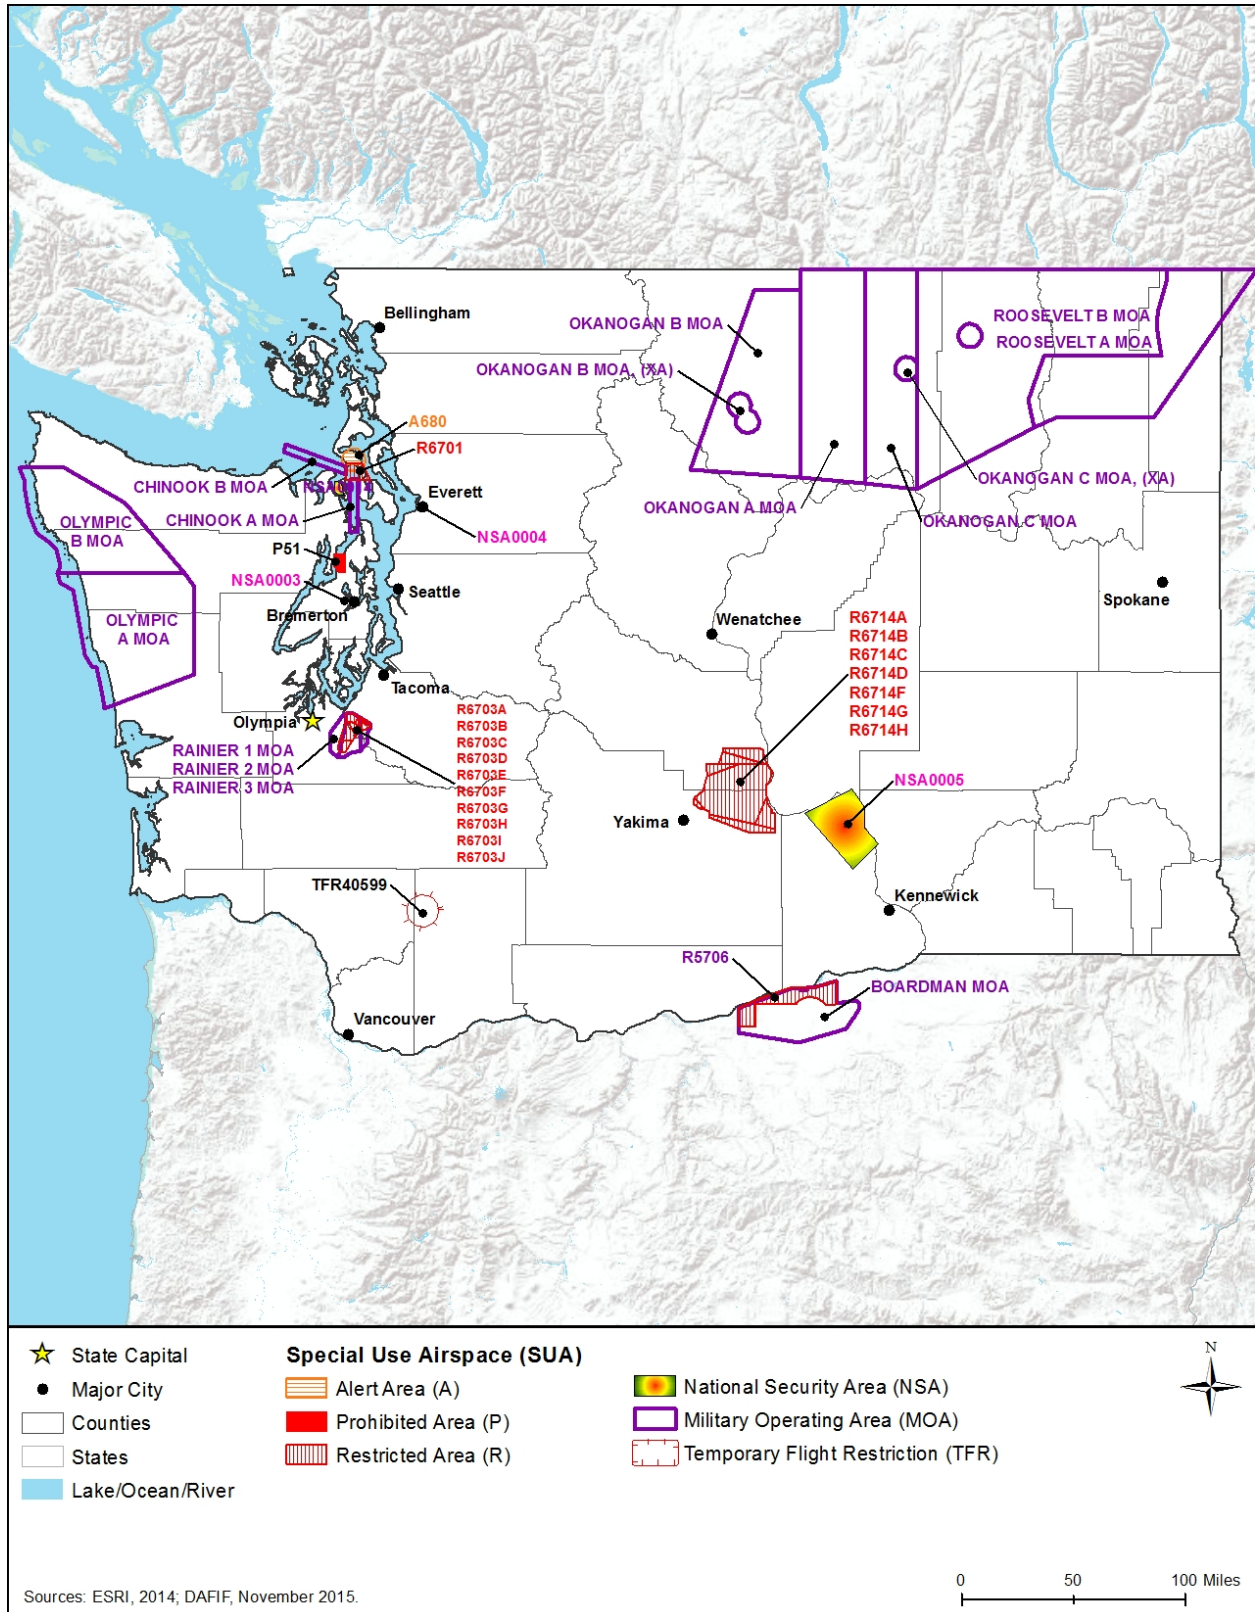 Bellingham
OKANOGAN B MOA
ROOSEVELT B MOA
ROOSEVELT A MOA
OKANOGAN B MOA, (XA)
A680
R6701
CHINOOK B MOA
OKANOGAN C MOA, (XA)
Everett
OKANOGAN A MOA
CHINOOK A MOA
OKANOGAN C MOA
OLYMPIC
B MOA
NSA0004
P51
NSA0003
Seattle
Spokane
Bremerton
OLYMPIC
A MOA
Wenatchee
R6714A
R6714B
R6714C
R6714D
R6714F
R6714G
R6714H
Tacoma
Olympia
R6703A
R6703B
R6703C
R6703D
R6703E
R6703F
R6703G
R6703H
R6703I
R6703J
RAINIER 1 MOA
RAINIER 2 MOA
RAINIER 3 MOA
NSA0005
Yakima
TFR40599
Kennewick
R5706
BOARDMAN MOA
Vancouver
State Capital
Major City
Counties
States
Lake/Ocean/River
Special Use Airspace (SUA)
Alert Area (A)
Prohibited Area (P)
Restricted Area (R)
National Security Area (NSA)
Military Operating Area (MOA)
Temporary Flight Restriction (TFR)
N
Sources: ESRI, 2014; DAFIF, November 2015.
0 50 100 Miles